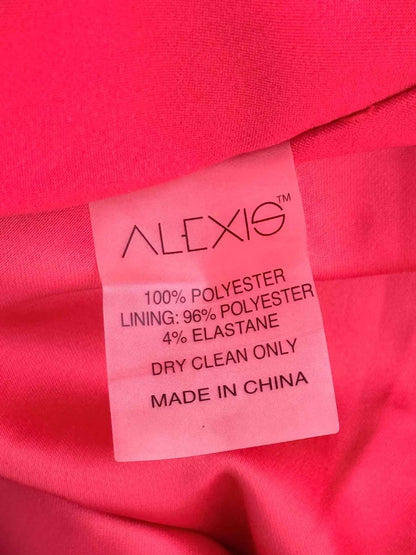 ALEXIS™
100% POLYESTER
LINING: 96% POLYESTER
4% ELASTANE
DRY CLEAN ONLY
MADE IN CHINA